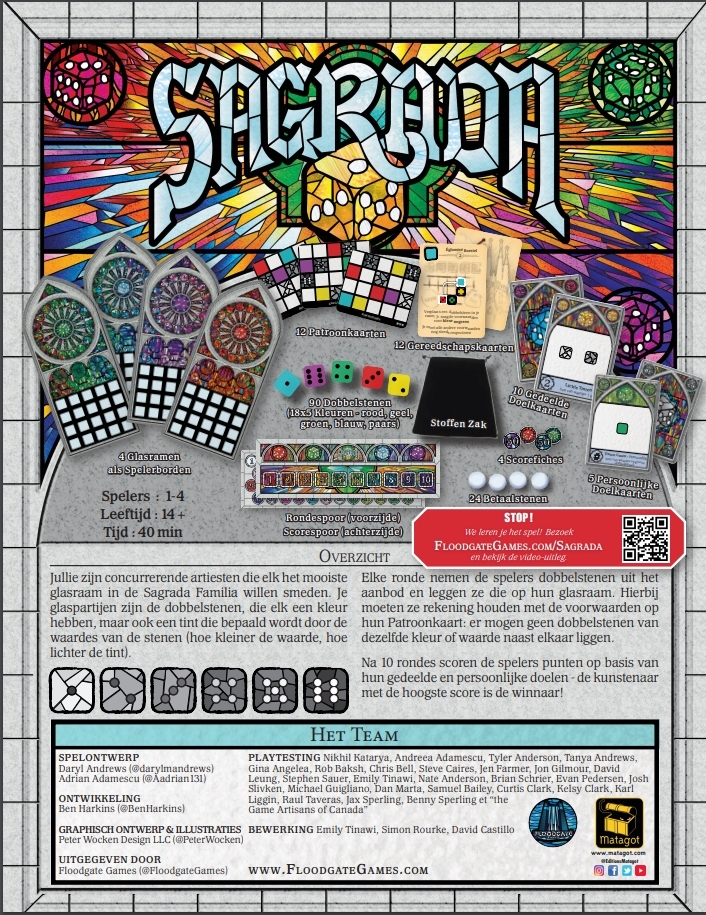 SAGRADA
12 Patroonkaarten
12 Gereedschapskaarten
10 Gedeelde
Doelkaarten
90 Dobbelstenen
(18x5 Kleuren - rood, geel,
groen, blauw, paars)
Stoffen Zak
4 Scorefiches
5 Persoonlijke
Doelkaarten
4 Glasramen
als Spelerborden
24 Betaalstenen
1 2 3 4 5 6 7 8 9 10
Rondespoor (voorzijde)
Scorespoor (achterzijde)
Spelers : 1-4
Leeftijd : 14+
Tijd : 40 min
STOP!
We leren je het spel! Bezoek
FLOODGATEGAMES.COM/SAGRADA
en bekijk de video-uitleg.
OVERZICHT
Jullie zijn concurrerende artiesten die elk het mooiste
glasraam in de Sagrada Familia willen smeden. Je
glaspartijen zijn de dobbelstenen, die elk een kleur
hebben, maar ook een tint die bepaald wordt door de
waardes van de stenen (hoe kleiner de waarde, hoe
lichter de tint).
Elke ronde nemen de spelers dobbelstenen uit het
aanbod en leggen ze die op hun glasraam. Hierbij
moeten ze rekening houden met de voorwaarden op
hun Patroonkaart: er mogen geen dobbelstenen van
dezelfde kleur of waarde naast elkaar liggen.
Na 10 rondes scoren de spelers punten op basis van
hun gedeelde en persoonlijke doelen - de kunstenaar
met de hoogste score is de winnaar!
HET TEAM
SPELONTWERP
Daryl Andrews (@darylmandrews)
Adrian Adamescu (@Aadrian131)
ONTWIKKELING
Ben Harkins (@BenHarkins)
GRAPHISCH ONTWERP & ILLUSTRATIES
Peter Wocken Design LLC (@PeterWocken)
UITGEGEVEN DOOR
Floodgate Games (@FloodgateGames)
PLAYTESTING Nikhil Katarya, Andreea Adamescu, Tyler Anderson, Tanya Andrews,
Gina Angelea, Rob Baksh, Chris Bell, Steve Caires, Jen Farmer, Jon Gilmour, David
Leung, Stephen Sauer, Emily Tinawi, Nate Anderson, Brian Schrier, Evan Pedersen, Josh
Slivken, Michael Guigliano, Dan Marta, Samuel Bailey, Curtis Clark, Kelsy Clark, Karl
Liggin, Raul Taveras, Jax Sperling, Benny Sperling et "the
Game Artisans of Canada"
BEWERKING Emily Tinawi, Simon Rourke, David Castillo
WWW.FLOODGATEGAMES.COM
FLOODGATE
Matagot
www.matagot.com
@EditionsMatagot